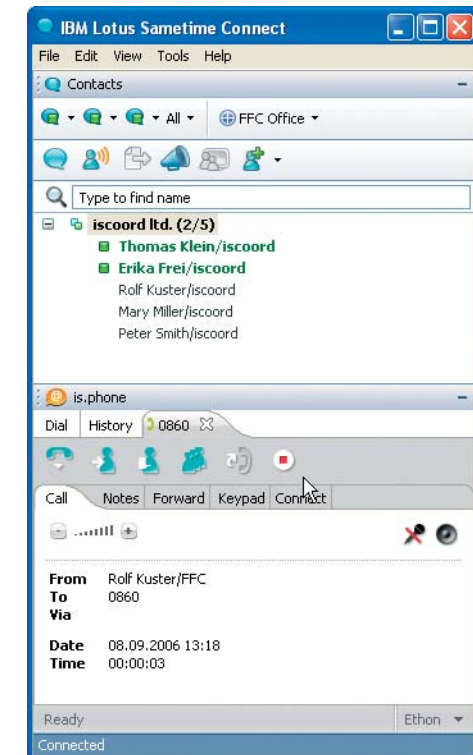 IBM Lotus Sametime Connect
File Edit View Tools Help
Contacts
All FFC Office
Type to find name
iscoord ltd. (2/5)
Thomas Klein/iscoord
Erika Frei/iscoord
Rolf Kuster/iscoord
Mary Miller/iscoord
Peter Smith/iscoord
is.phone
Dial History 0860
Call Notes Forward Keypad Connect
From Rolf Kuster/FFC
To 0860
Via
Date 08.09.2006 13:18
Time 00:00:03
Ready Ethon
Connected